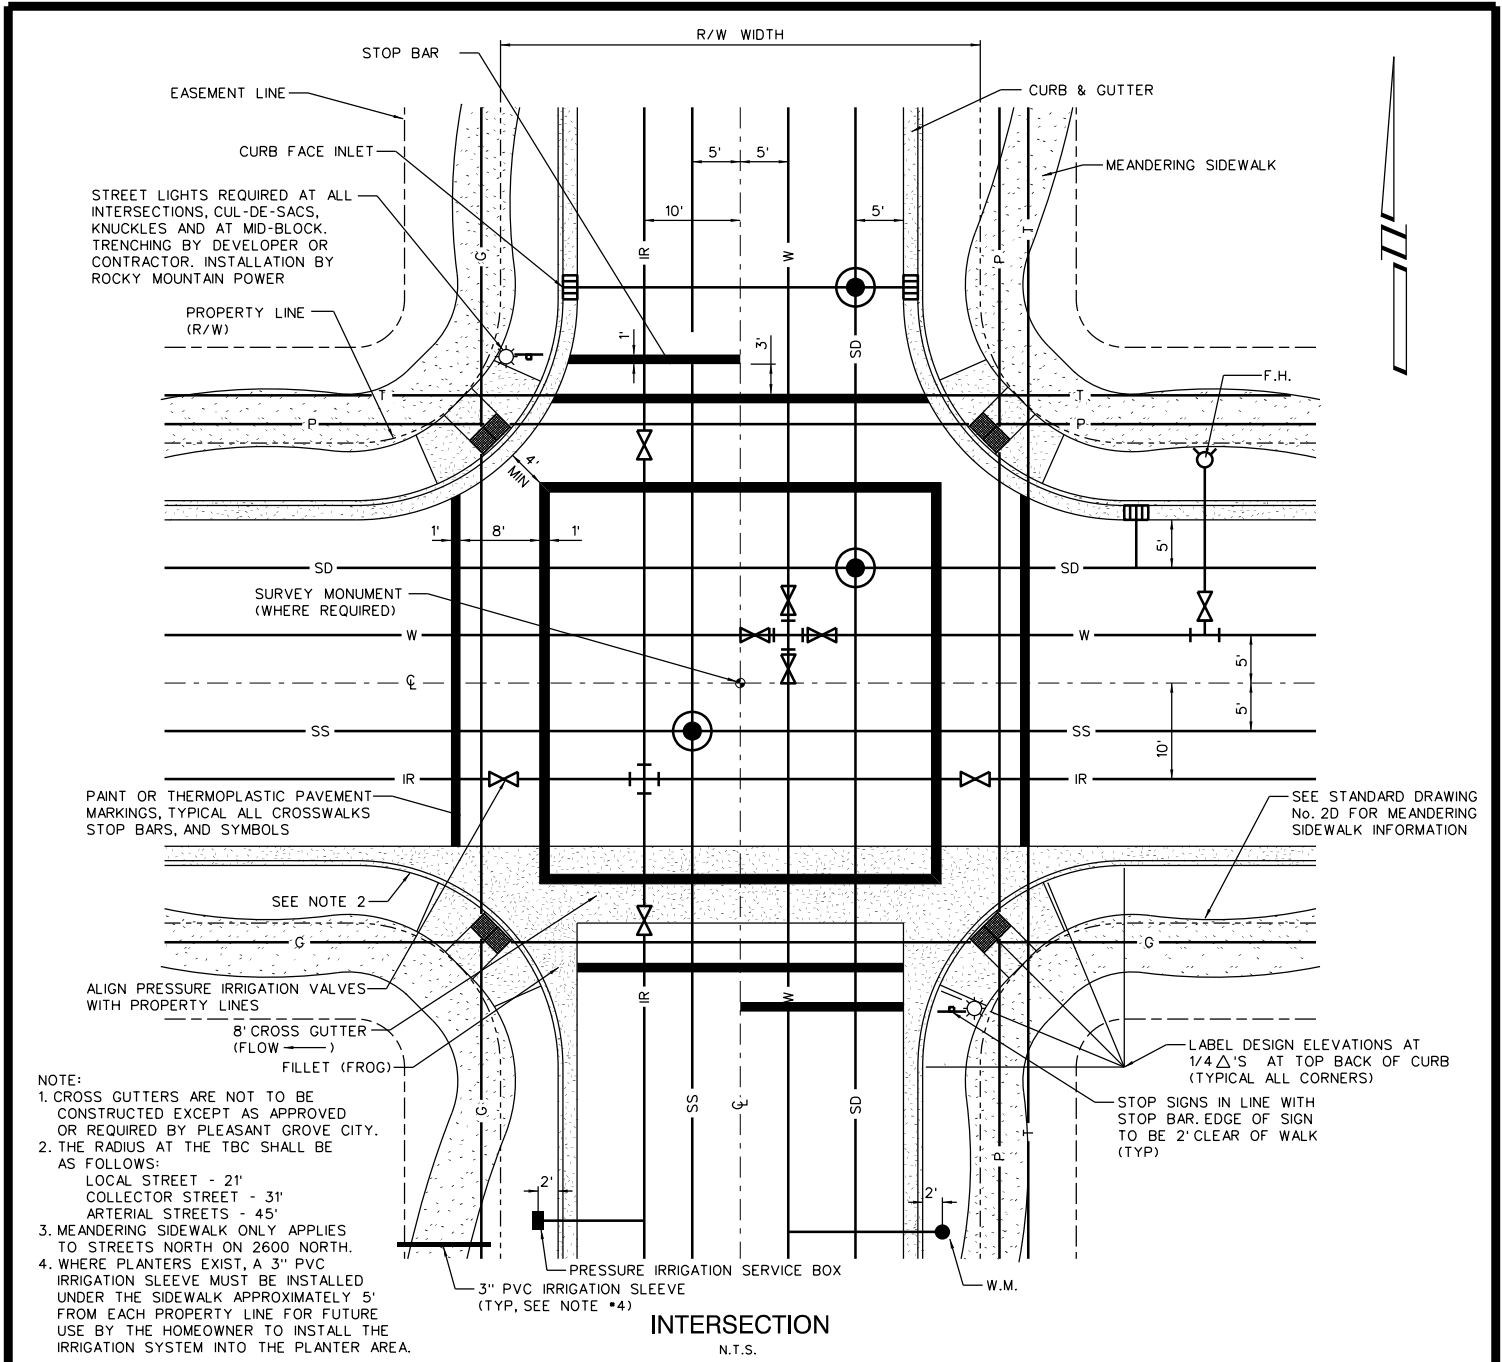 R/W WIDTH
STOP BAR
EASEMENT LINE
CURB & GUTTER
CURB FACE INLET
5'
5'
MEANDERING SIDEWALK
STREET LIGHTS REQUIRED AT ALL
INTERSECTIONS, CUL-DE-SACS,
KNUCKLES AND AT MID-BLOCK.
TRENCHING BY DEVELOPER OR
CONTRACTOR. INSTALLATION BY
ROCKY MOUNTAIN POWER
10'
5'
T
G
IR
W
P
PROPERTY LINE
(R/W)
1'
3'
SD
F.H.
T
T
P
P
4'
MIN
1'
8'
1'
5'
SD
SD
SURVEY MONUMENT
(WHERE REQUIRED)
W
W
5'
℄
5'
SS
SS
10'
IR
IR
PAINT OR THERMOPLASTIC PAVEMENT
MARKINGS, TYPICAL ALL CROSSWALKS
STOP BARS, AND SYMBOLS
SEE STANDARD DRAWING
No. 2D FOR MEANDERING
SIDEWALK INFORMATION
SEE NOTE 2
G
G
ALIGN PRESSURE IRRIGATION VALVES
WITH PROPERTY LINES
IR
W
8' CROSS GUTTER
(FLOW ⟵ )
FILLET (FROG)
LABEL DESIGN ELEVATIONS AT
1/4 △'S AT TOP BACK OF CURB
(TYPICAL ALL CORNERS)
G
SS
℄
SD
STOP SIGNS IN LINE WITH
STOP BAR. EDGE OF SIGN
TO BE 2' CLEAR OF WALK
(TYP)
T
P
NOTE:
1. CROSS GUTTERS ARE NOT TO BE
CONSTRUCTED EXCEPT AS APPROVED
OR REQUIRED BY PLEASANT GROVE CITY.
2. THE RADIUS AT THE TBC SHALL BE
AS FOLLOWS:
LOCAL STREET - 21'
COLLECTOR STREET - 31'
ARTERIAL STREETS - 45'
3. MEANDERING SIDEWALK ONLY APPLIES
TO STREETS NORTH ON 2600 NORTH.
4. WHERE PLANTERS EXIST, A 3" PVC
IRRIGATION SLEEVE MUST BE INSTALLED
UNDER THE SIDEWALK APPROXIMATELY 5'
FROM EACH PROPERTY LINE FOR FUTURE
USE BY THE HOMEOWNER TO INSTALL THE
IRRIGATION SYSTEM INTO THE PLANTER AREA.
2'
2'
PRESSURE IRRIGATION SERVICE BOX
3" PVC IRRIGATION SLEEVE
(TYP, SEE NOTE #4)
W.M.
INTERSECTION
N.T.S.